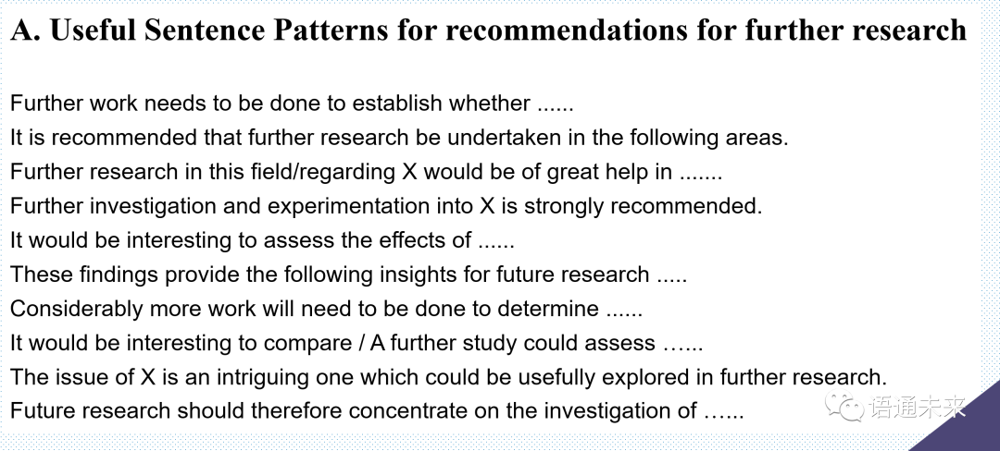 A. Useful Sentence Patterns for recommendations for further research
Further work needs to be done to establish whether ......
It is recommended that further research be undertaken in the following areas.
Further research in this field/regarding X would be of great help in .......
Further investigation and experimentation into X is strongly recommended.
It would be interesting to assess the effects of ......
These findings provide the following insights for future research .....
Considerably more work will need to be done to determine ......
It would be interesting to compare / A further study could assess …...
The issue of X is an intriguing one which could be usefully explored in further research.
Future research should therefore concentrate on the investigation of …...
语通未来